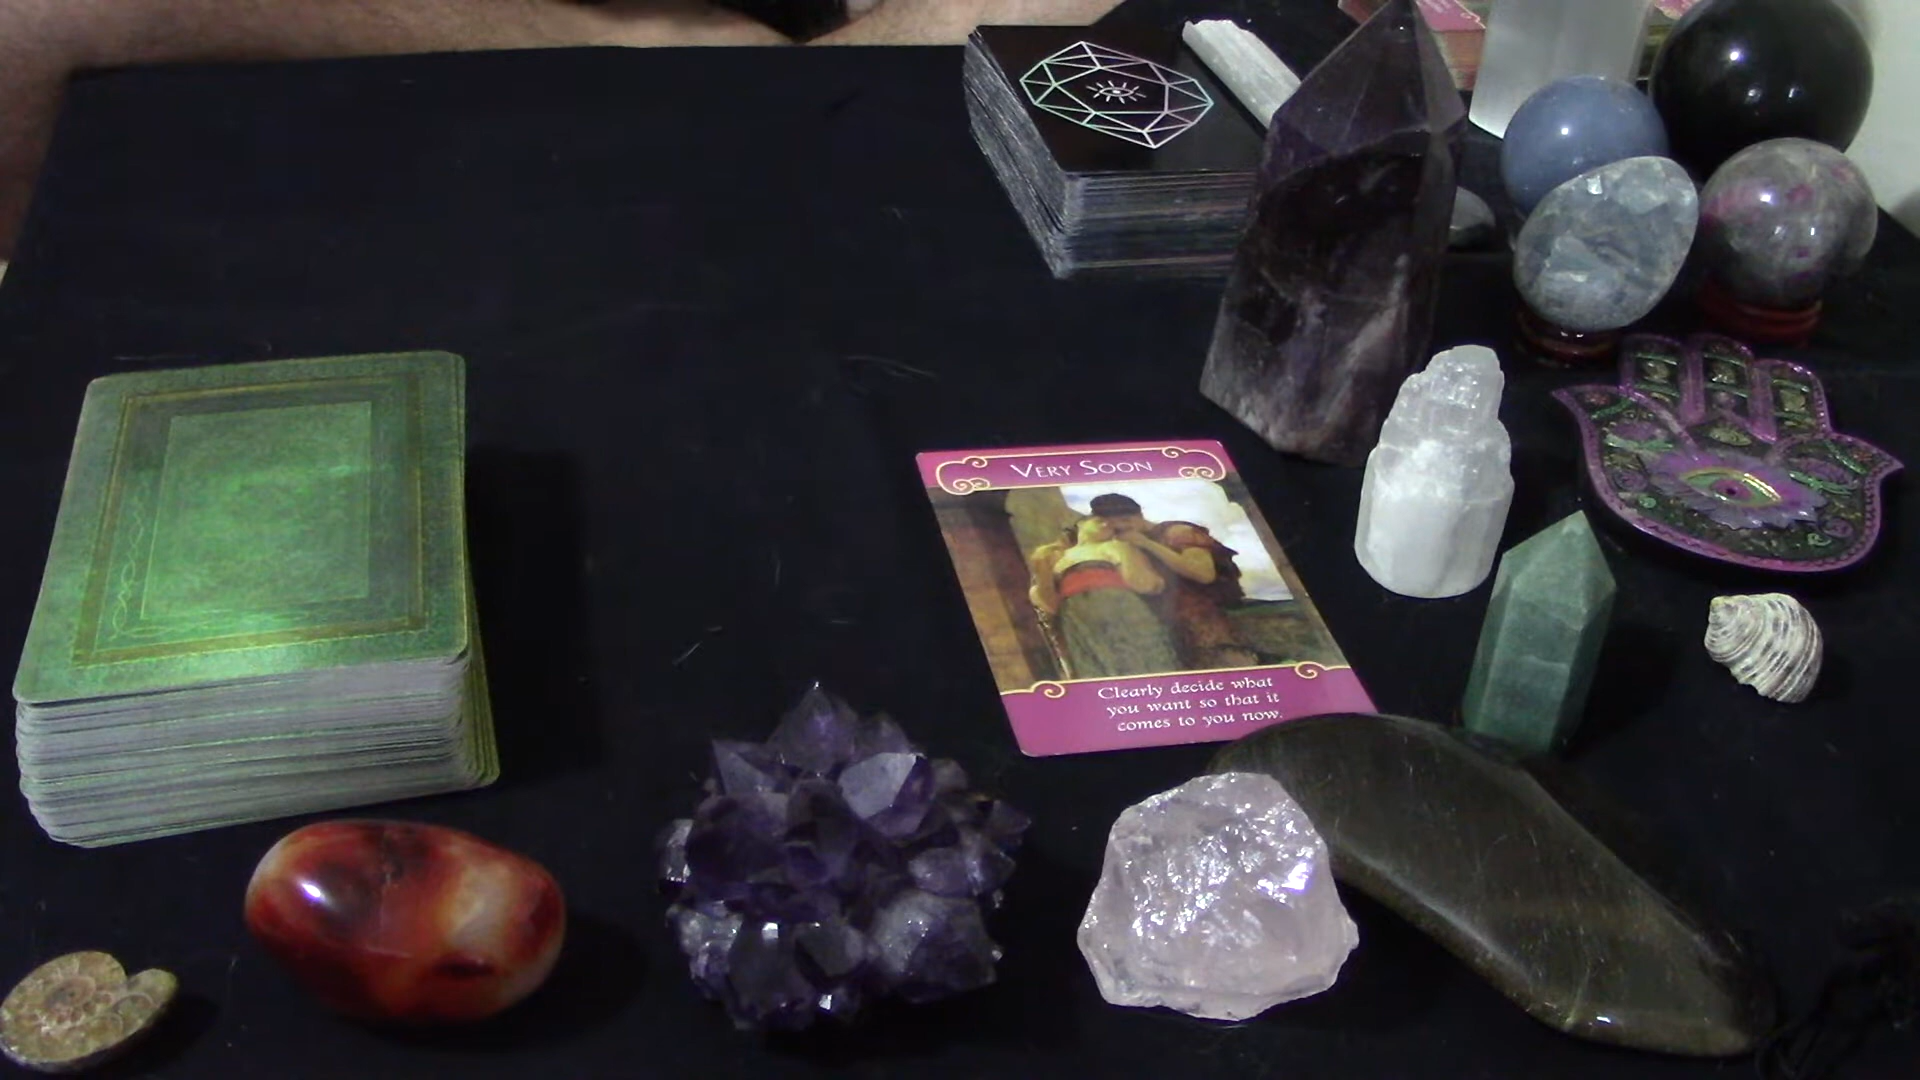 VERY SOON
Clearly decide what
you want so that it
comes to you now.